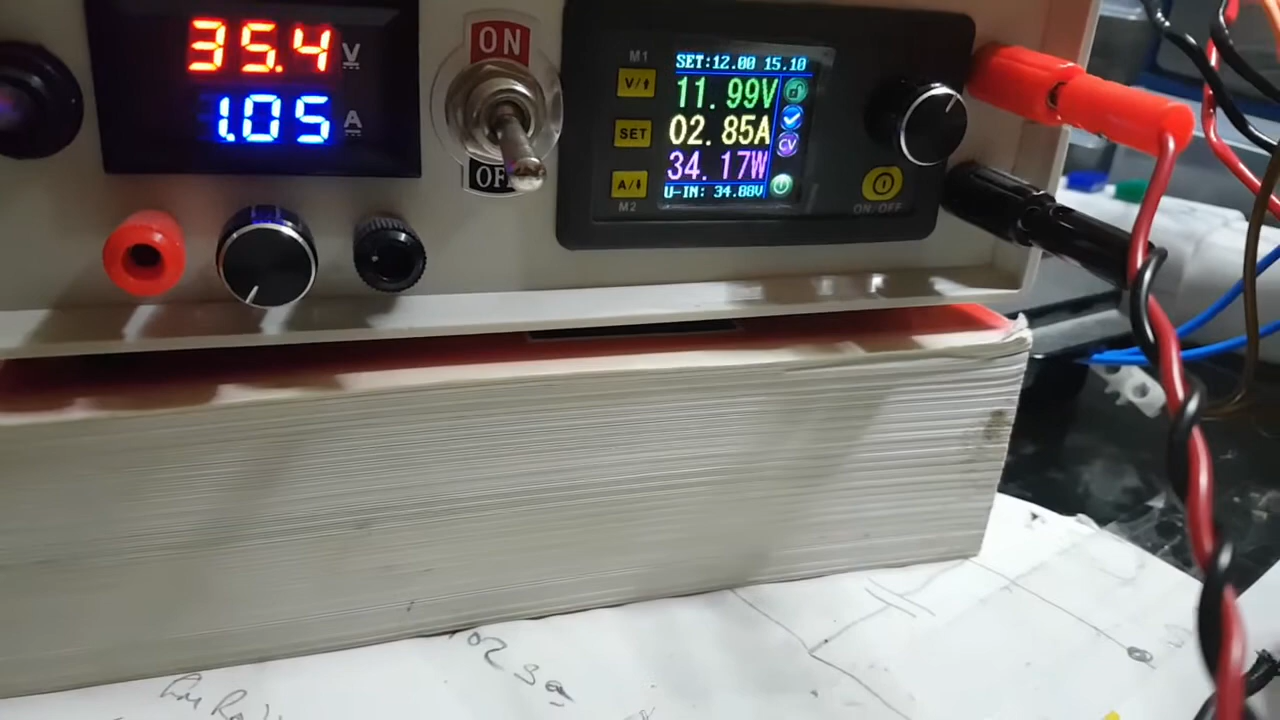 35.4 V
1.05 A
ON
OFF
M1
V/⬆
SET
A/⬇
M2
SET:12.00 15.10
11.99V
02.85A
34.17W
U-IN: 34.88V
CV
ON/OFF